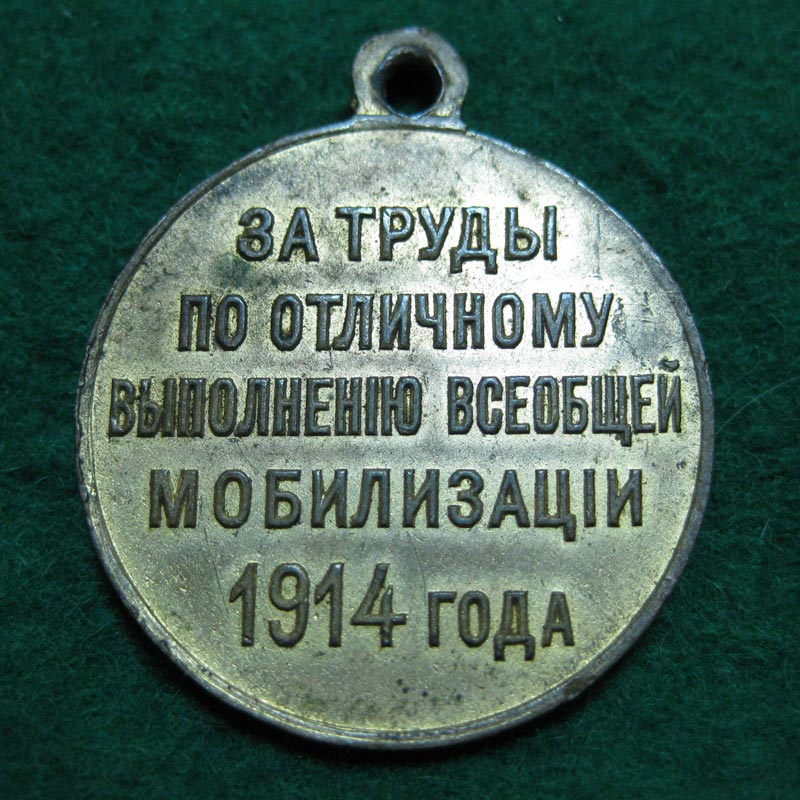 ЗА ТРУДЫ
ПО ОТЛИЧНОМУ
ВЫПОЛНЕНІЮ ВСЕОБЩЕЙ
МОБИЛИЗАЦІИ
1914 ГОДА